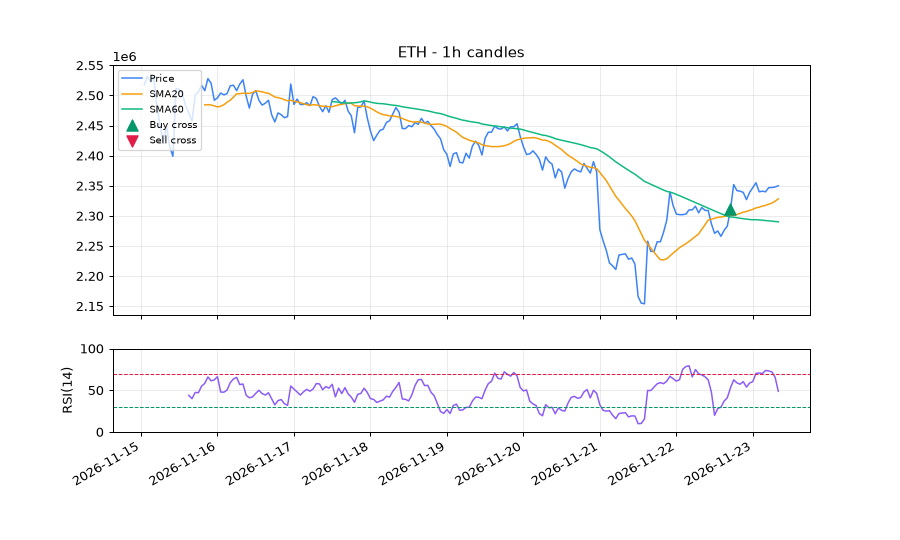 ETH - 1h candles
1e6
2.55
2.50
2.45
2.40
2.35
2.30
2.25
2.20
2.15
Price
SMA20
SMA60
Buy cross
Sell cross
RSI(14)
100
50
0
2026-11-15
2026-11-16
2026-11-17
2026-11-18
2026-11-19
2026-11-20
2026-11-21
2026-11-22
2026-11-23